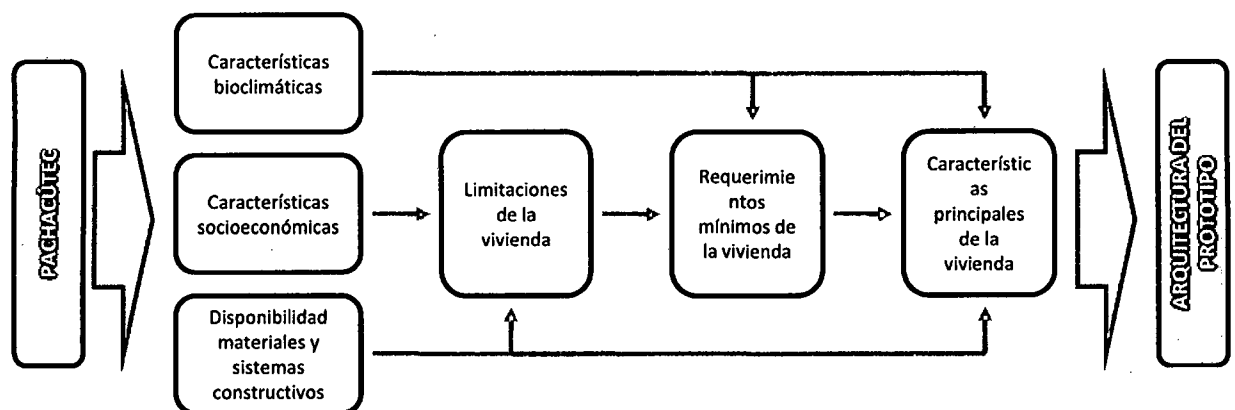 PACHACÚTEC
Características
bioclimáticas
Características
socioeconómicas
Disponibilidad
materiales y
sistemas
constructivos
Limitaciones
de la
vivienda
Requerimie
ntos
mínimos de
la vivienda
Característic
as
principales
de la
vivienda
ARQUITECTURA DEL
PROTOTIPO